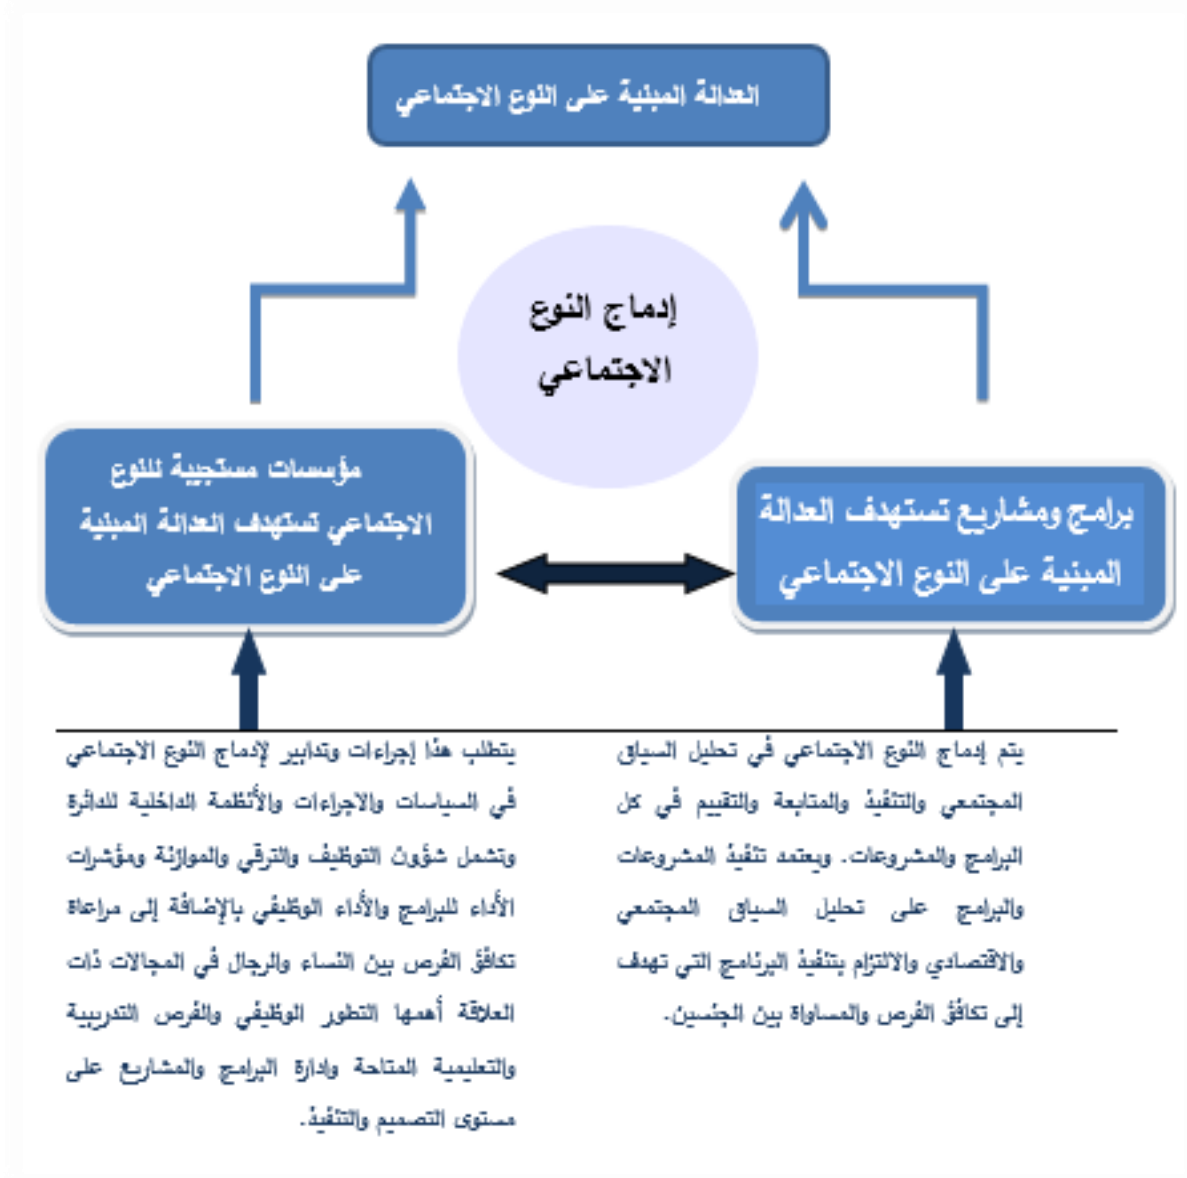 العدالة المبنية على النوع الاجتماعي
إدماج النوع
الاجتماعي
برامج ومشاريع تستهدف العدالة
المبنية على النوع الاجتماعي
مؤسسات مستجيبة للنوع
الاجتماعي تستهدف العدالة المبنية
على النوع الاجتماعي
يتم إدماج النوع الاجتماعي في تحليل السياق
المجتمعي والتنفيذ والمتابعة والتقييم في كل
البرامج والمشروعات. ويعتمد تنفيذ المشروعات
والبرامج على تحليل السياق المجتمعي
والاقتصادي والالتزام بتنفيذ البرنامج التي تهدف
إلى تكافؤ الفرص والمساواة بين الجنسين.
يتطلب هذا إجراءات وتدابير لإدماج النوع الاجتماعي
في السياسات والاجراءات والأنظمة الداخلية للدائرة
وتشمل شؤون التوظيف والترقي والموازنة ومؤشرات
الأداء للبرامج والأداء الوظيفي بالإضافة إلى مراعاة
تكافؤ الفرص بين النساء والرجال في المجالات ذات
العلاقة أهمها التطور الوظيفي والفرص التدريبية
والتعليمية المتاحة وادارة البرامج والمشاريع على
مستوى التصميم والتنفيذ.